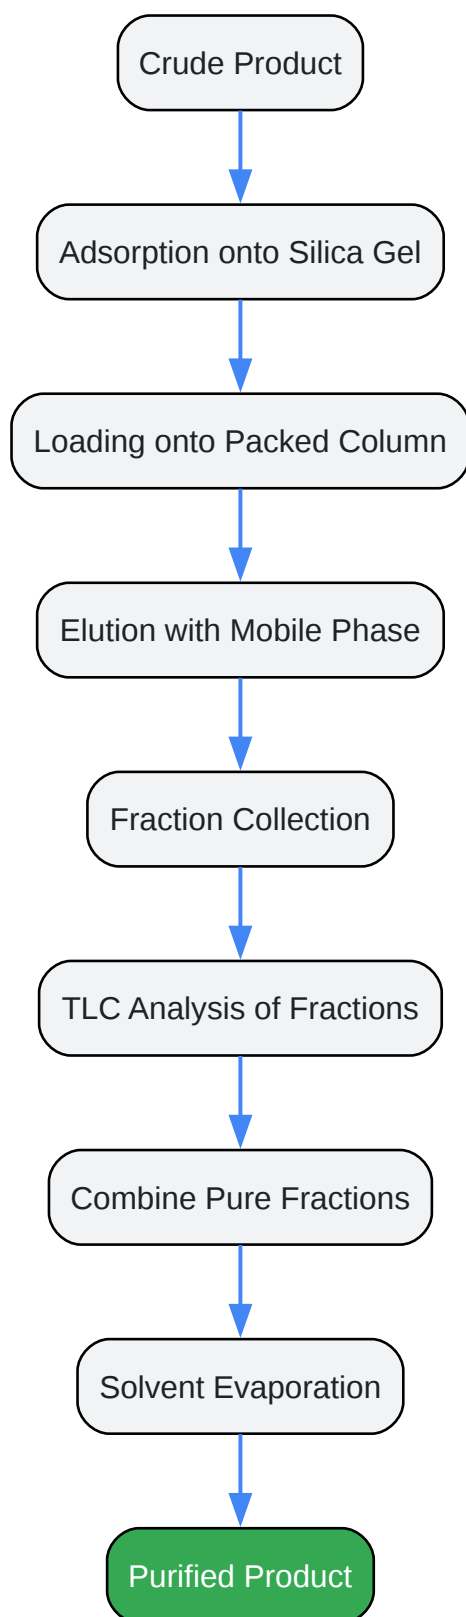 Crude Product
Adsorption onto Silica Gel
Loading onto Packed Column
Elution with Mobile Phase
Fraction Collection
TLC Analysis of Fractions
Combine Pure Fractions
Solvent Evaporation
Purified Product